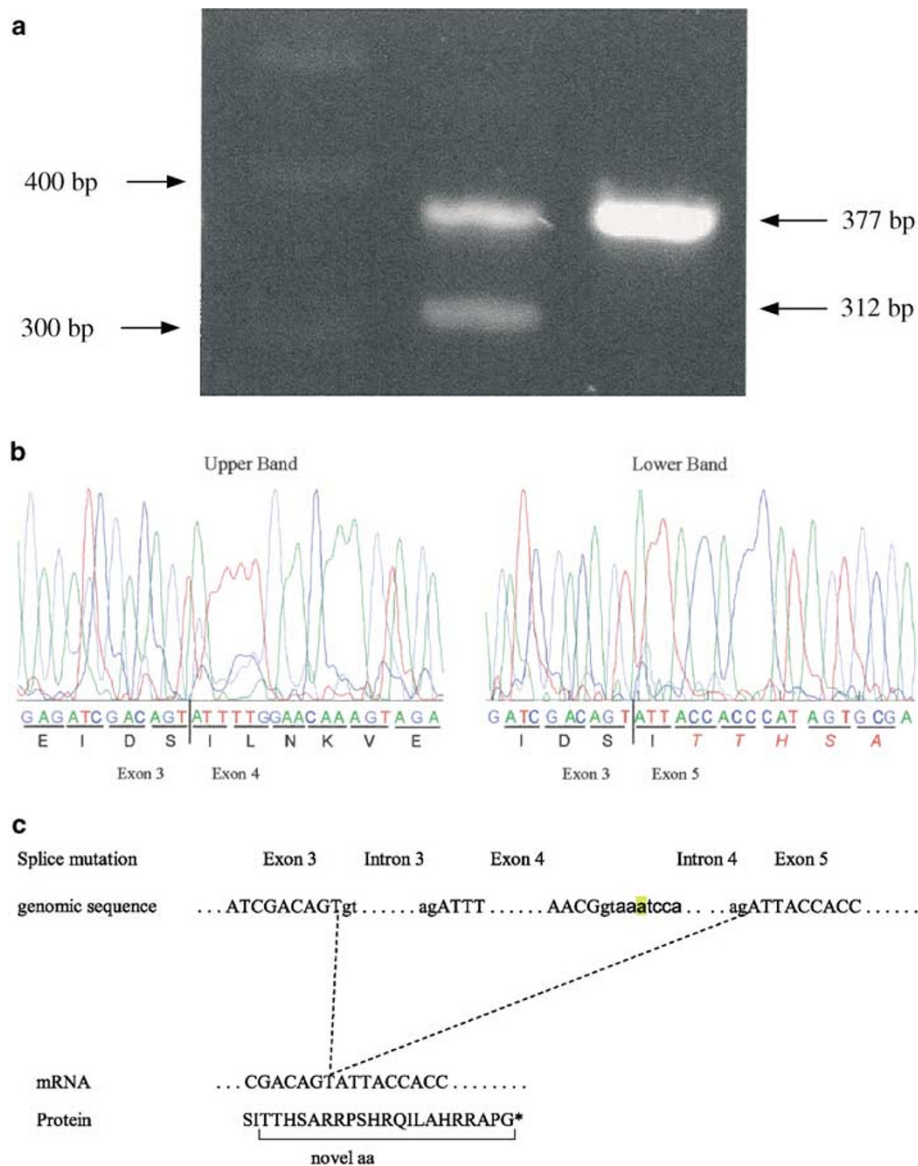 a
400 bp
377 bp
312 bp
300 bp
b
Upper Band Lower Band
GAGATCGACAGTATTTTGGAACAAAGTAGA
E I D S I L N K V E
Exon 3 Exon 4
GATCGACAGTATTACCACCCATAGTGCGA
I D S I T T H S A
Exon 3 Exon 5
c
Splice mutation Exon 3 Intron 3 Exon 4 Intron 4 Exon 5
genomic sequence ...ATCGACAGTgt......agATTT......AACGgtaaatcca.....agATTACCACC......
mRNA ...CGACAGTATTACCACC........
Protein SITTHSARRPSHRQILAHRRAPG*
novel aa